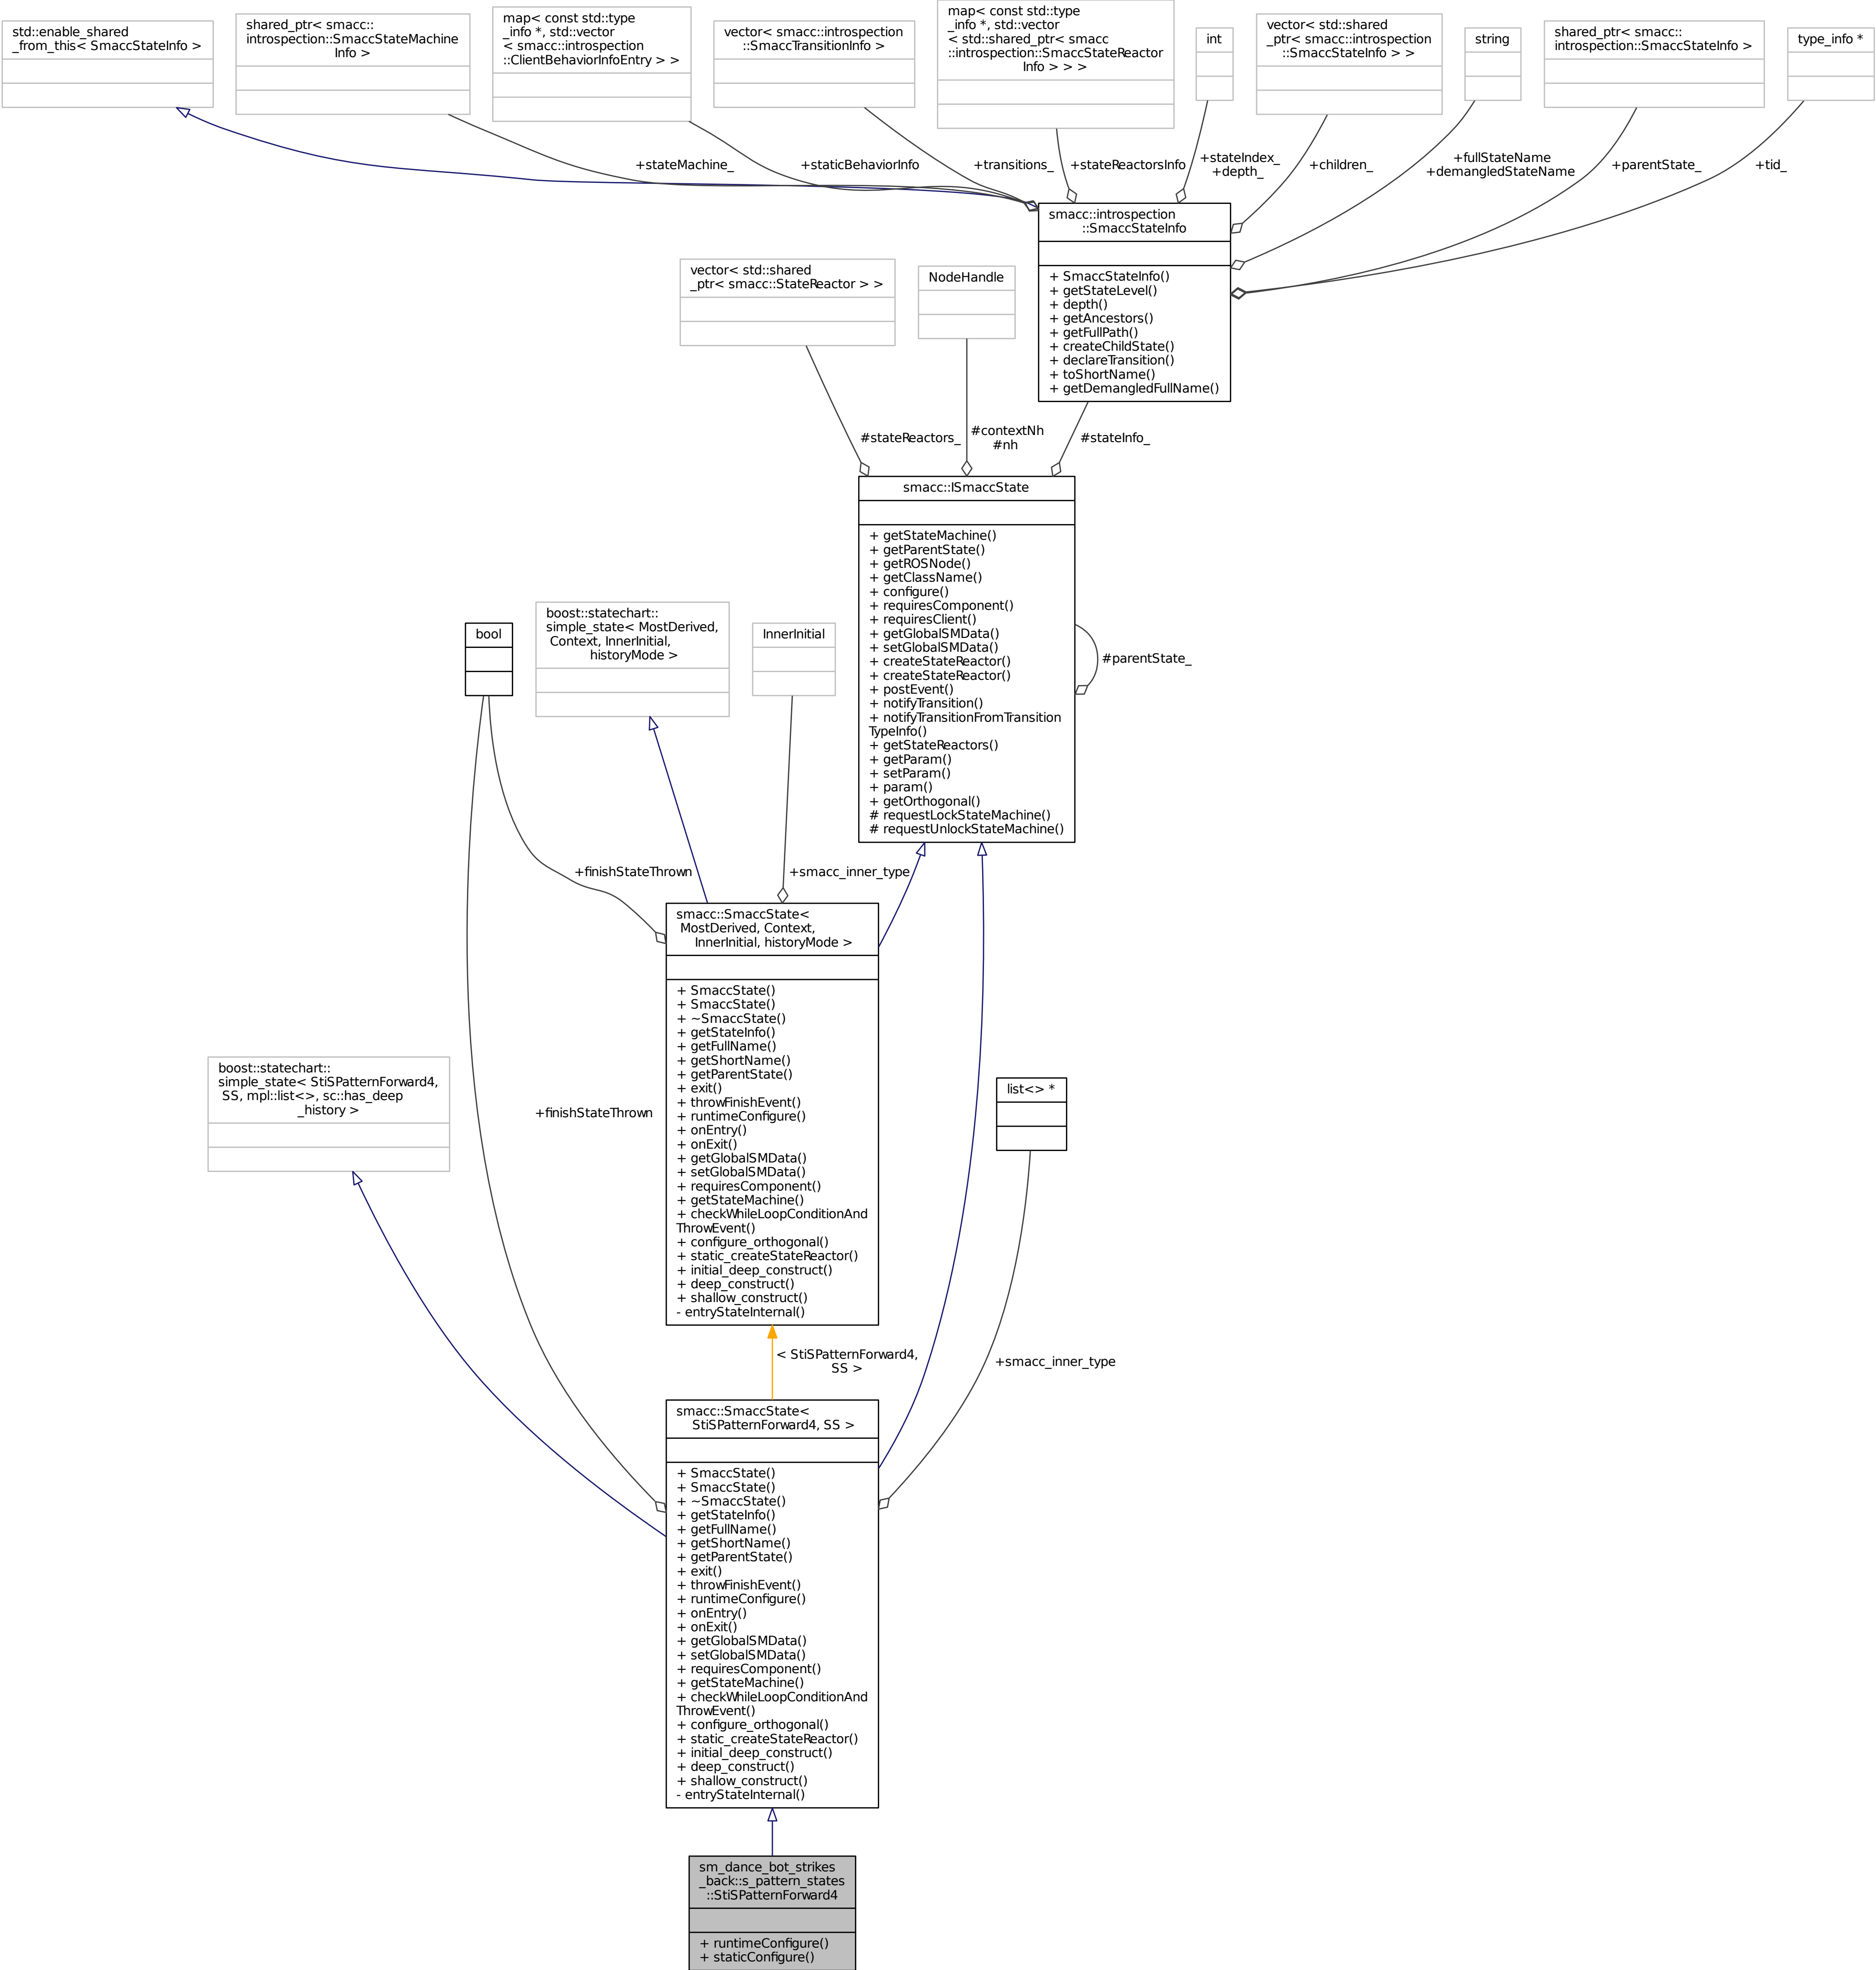 std::enable_shared
_from_this< SmaccStateInfo >
shared_ptr< smacc::
introspection::SmaccStateMachine
Info >
map< const std::type
_info *, std::vector
< smacc::introspection
::ClientBehaviorInfoEntry > >
vector< smacc::introspection
::SmaccTransitionInfo >
map< const std::type
_info *, std::vector
< std::shared_ptr< smacc
::introspection::SmaccStateReactor
Info > > >
int
vector< std::shared
_ptr< smacc::introspection
::SmaccStateInfo > >
string
shared_ptr< smacc::
introspection::SmaccStateInfo >
type_info *
+stateMachine_
+staticBehaviorInfo
+transitions_
+stateReactorsInfo
+stateIndex_
+depth_
+children_
+fullStateName
+demangledStateName
+parentState_
+tid_
smacc::introspection
::SmaccStateInfo
+ SmaccStateInfo()
+ getStateLevel()
+ depth()
+ getAncestors()
+ getFullPath()
+ createChildState()
+ declareTransition()
+ toShortName()
+ getDemangledFullName()
vector< std::shared
_ptr< smacc::StateReactor > >
NodeHandle
#stateReactors_
#contextNh
#nh
#stateInfo_
smacc::ISmaccState
+ getStateMachine()
+ getParentState()
+ getROSNode()
+ getClassName()
+ configure()
+ requiresComponent()
+ requiresClient()
+ getGlobalSMData()
+ setGlobalSMData()
+ createStateReactor()
+ createStateReactor()
+ postEvent()
+ notifyTransition()
+ notifyTransitionFromTransition
TypeInfo()
+ getStateReactors()
+ getParam()
+ setParam()
+ param()
+ getOrthogonal()
# requestLockStateMachine()
# requestUnlockStateMachine()
#parentState_
bool
boost::statechart::
simple_state< MostDerived,
Context, InnerInitial,
historyMode >
InnerInitial
+finishStateThrown
+smacc_inner_type
smacc::SmaccState<
MostDerived, Context,
InnerInitial, historyMode >
+ SmaccState()
+ SmaccState()
+ ~SmaccState()
+ getStateInfo()
+ getFullName()
+ getShortName()
+ getParentState()
+ exit()
+ throwFinishEvent()
+ runtimeConfigure()
+ onEntry()
+ onExit()
+ getGlobalSMData()
+ setGlobalSMData()
+ requiresComponent()
+ getStateMachine()
+ checkWhileLoopConditionAnd
ThrowEvent()
+ configure_orthogonal()
+ static_createStateReactor()
+ initial_deep_construct()
+ deep_construct()
+ shallow_construct()
- entryStateInternal()
boost::statechart::
simple_state< StiSPatternForward4,
SS, mpl::list<>, sc::has_deep
_history >
+finishStateThrown
list<> *
< StiSPatternForward4,
SS >
+smacc_inner_type
smacc::SmaccState<
StiSPatternForward4, SS >
+ SmaccState()
+ SmaccState()
+ ~SmaccState()
+ getStateInfo()
+ getFullName()
+ getShortName()
+ getParentState()
+ exit()
+ throwFinishEvent()
+ runtimeConfigure()
+ onEntry()
+ onExit()
+ getGlobalSMData()
+ setGlobalSMData()
+ requiresComponent()
+ getStateMachine()
+ checkWhileLoopConditionAnd
ThrowEvent()
+ configure_orthogonal()
+ static_createStateReactor()
+ initial_deep_construct()
+ deep_construct()
+ shallow_construct()
- entryStateInternal()
sm_dance_bot_strikes
_back::s_pattern_states
::StiSPatternForward4
+ runtimeConfigure()
+ staticConfigure()